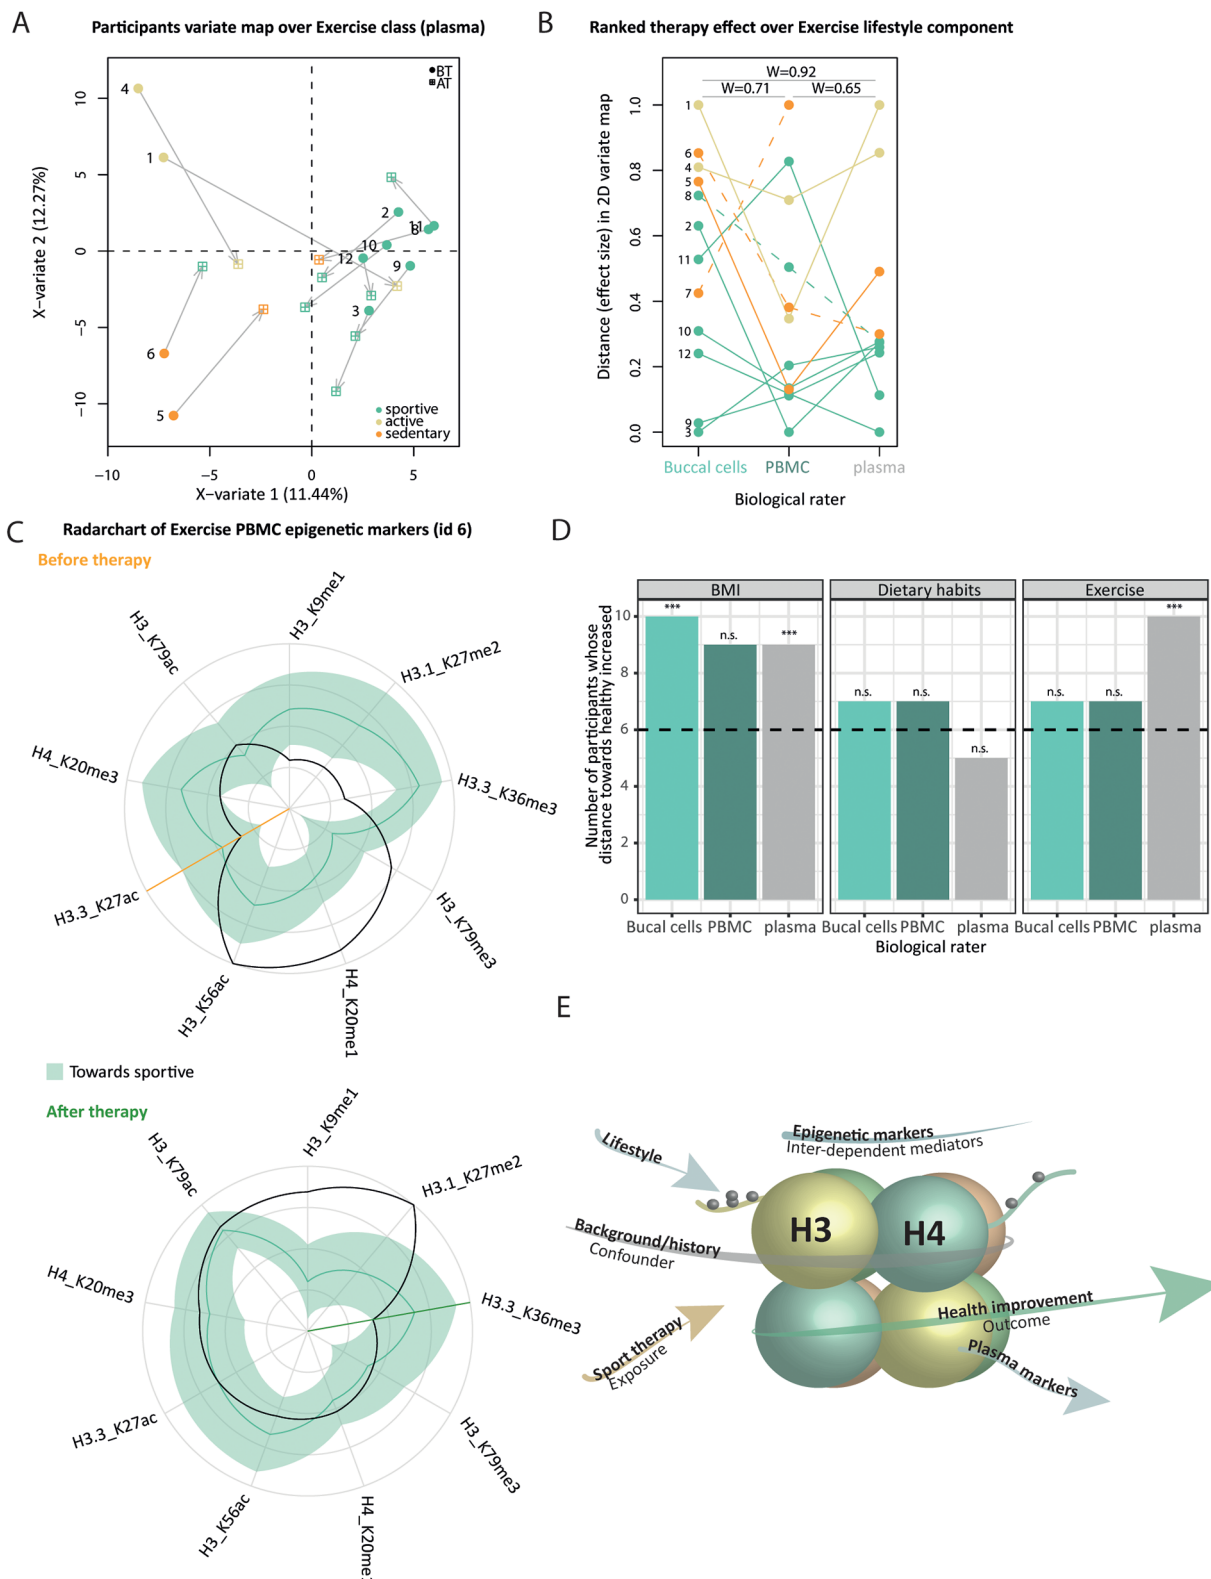 A
Participants variate map over Exercise class (plasma)
BT
AT
4
1
2
11
8
10
12
9
3
6
5
10
5
0
−5
−10
X−variate 2 (12.27%)
sportive
active
sedentary
−10
−5
0
5
X−variate 1 (11.44%)
B
Ranked therapy effect over Exercise lifestyle component
W=0.92
W=0.71
W=0.65
1
6
4
5
8
2
11
7
10
12
9
3
1.0
0.8
0.6
0.4
0.2
0.0
Distance (effect size) in 2D variate map
Buccal cells
PBMC
plasma
Biological rater
C
Radarchart of Exercise PBMC epigenetic markers (id 6)
Before therapy
H3_K9me1
H3.1_K27me2
H3.3_K36me3
H3_K79me3
H4_K20me1
H3_K56ac
H3.3_K27ac
H4_K20me3
H3_K79ac
Towards sportive
After therapy
H3_K9me1
H3.1_K27me2
H3.3_K36me3
H3_K79me3
H4_K20me
H3_K56ac
H3.3_K27ac
H4_K20me3
H3_K79ac
D
BMI
Dietary habits
Exercise
***
n.s.
***
n.s.
n.s.
n.s.
n.s.
n.s.
***
10
8
6
4
2
0
Number of participants whose
distance towards healthy increased
Bucal cells
PBMC
plasma
Bucal cells
PBMC
plasma
Bucal cells
PBMC
plasma
Biological rater
E
Lifestyle
Epigenetic markers
Inter-dependent mediators
H3
H4
Background/history
Confounder
Health improvement
Outcome
Sport therapy
Exposure
Plasma markers